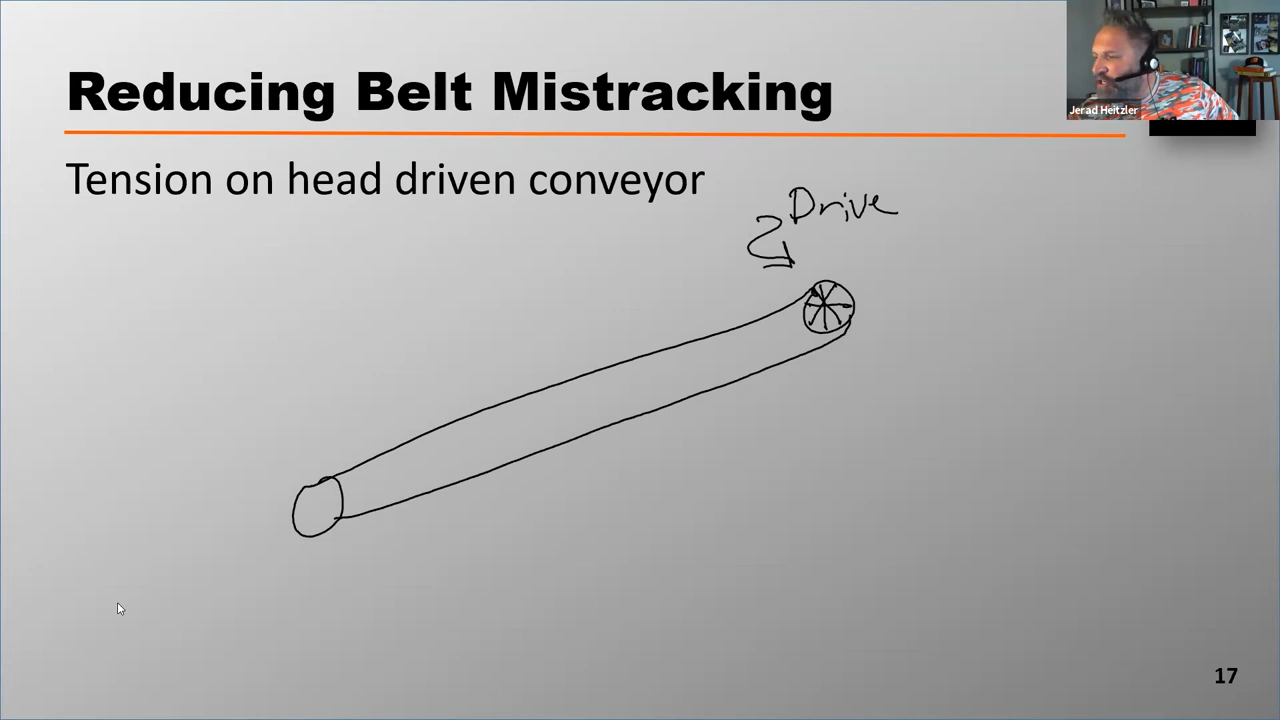 Reducing Belt Mistracking
Jerad Heitzler
Tension on head driven conveyor
Drive
17